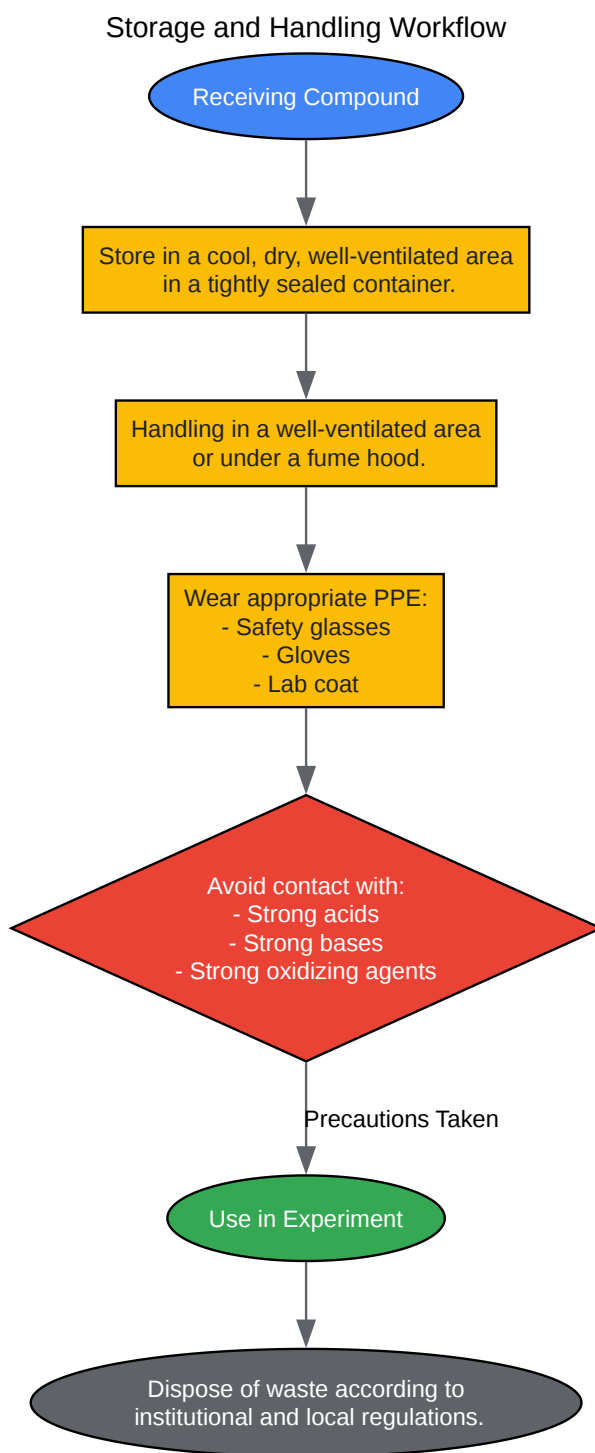 Storage and Handling Workflow
Receiving Compound
Store in a cool, dry, well-ventilated area
in a tightly sealed container.
Handling in a well-ventilated area
or under a fume hood.
Wear appropriate PPE:
- Safety glasses
- Gloves
- Lab coat
Avoid contact with:
- Strong acids
- Strong bases
- Strong oxidizing agents
Precautions Taken
Use in Experiment
Dispose of waste according to
institutional and local regulations.